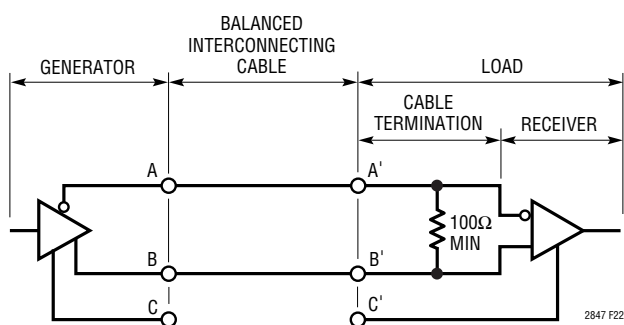 BALANCED
INTERCONNECTING
CABLE
GENERATOR
LOAD
CABLE
TERMINATION
RECEIVER
A
A'
100Ω
MIN
B
B'
C
C'
2847 F22